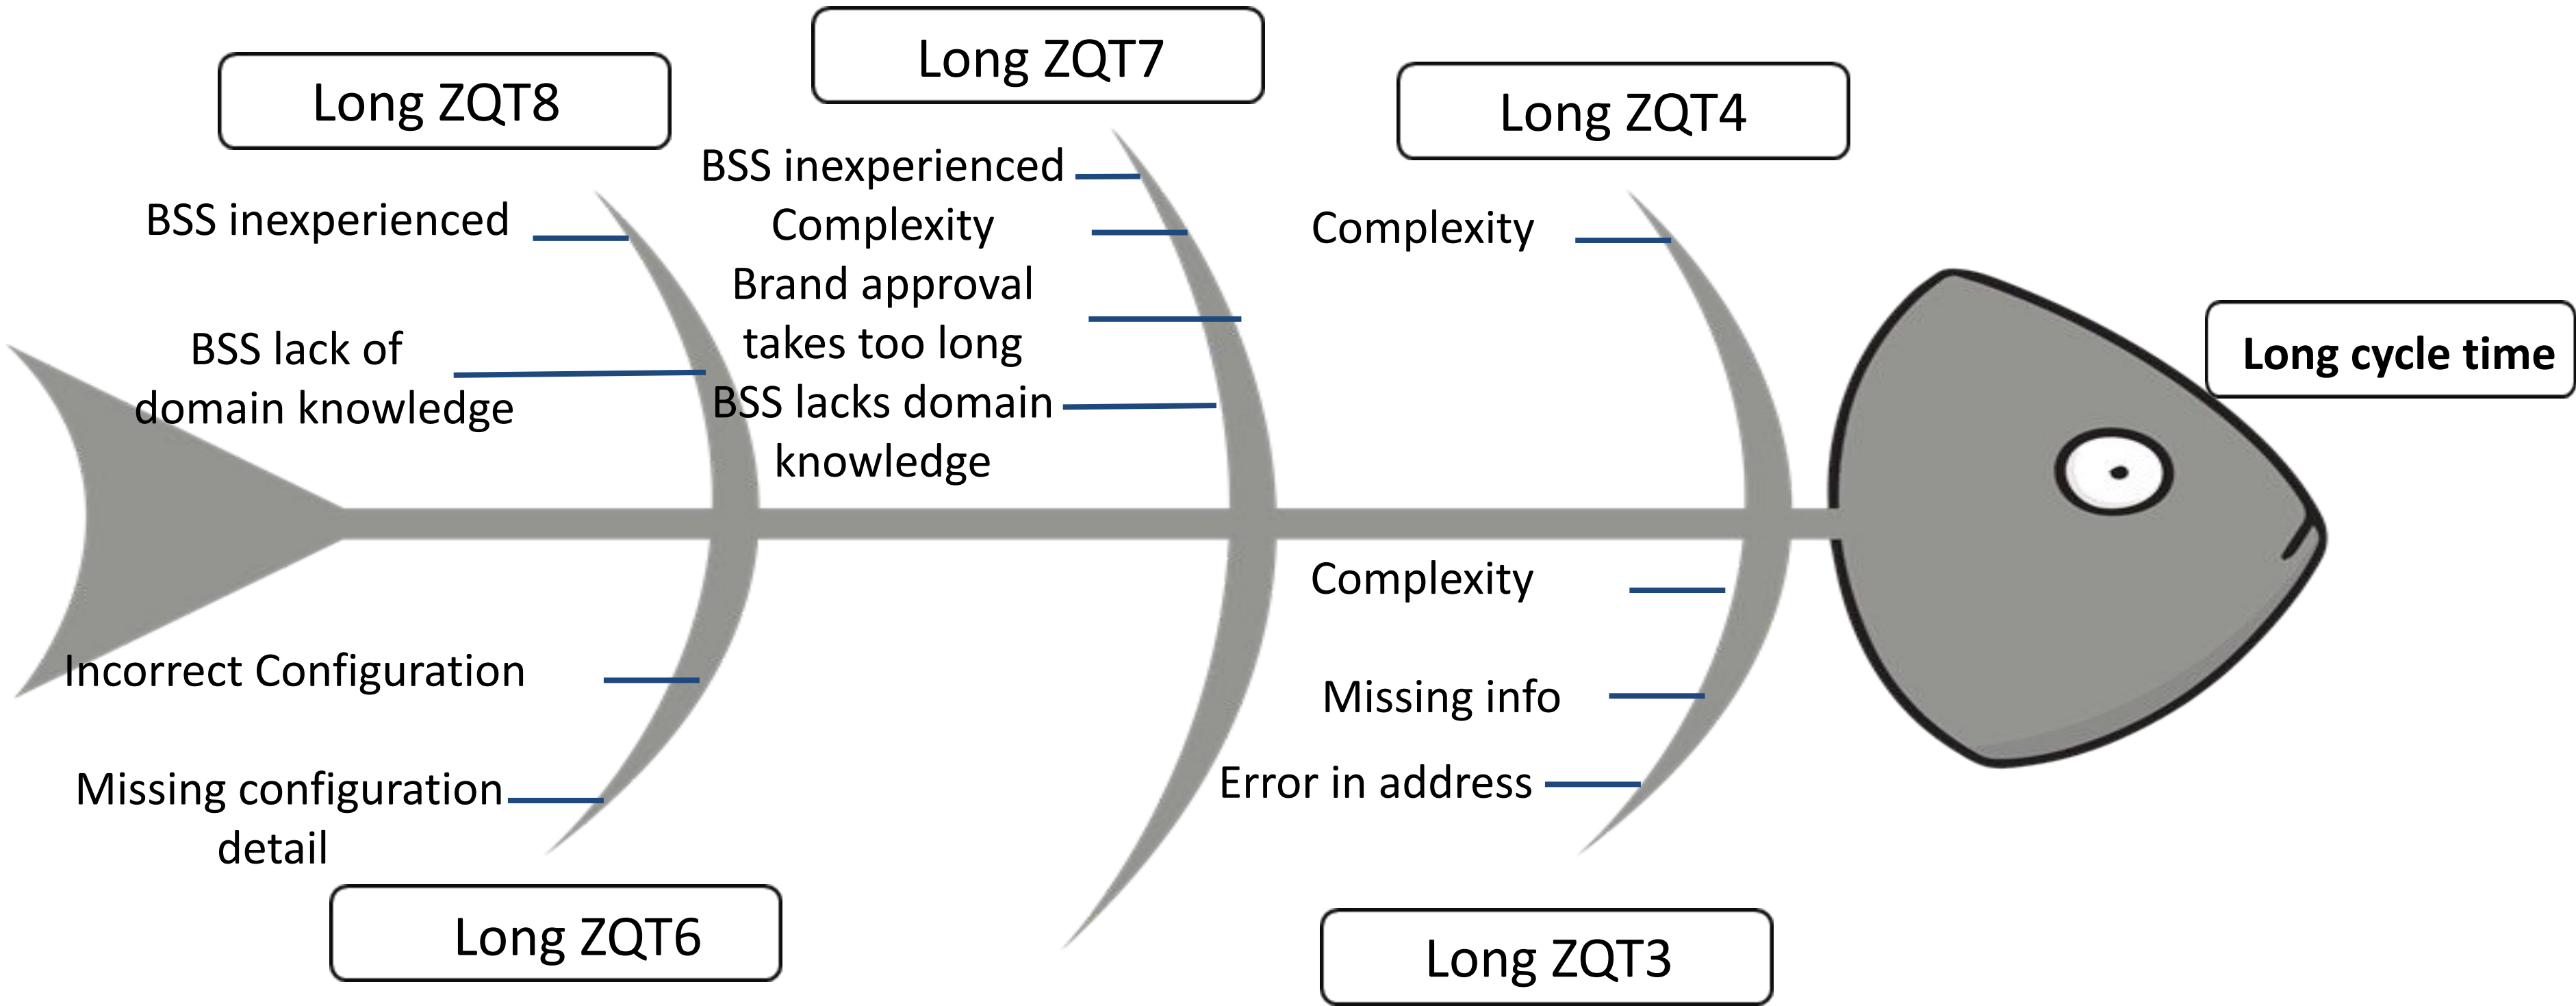 Long ZQT8
Long ZQT7
Long ZQT4
BSS inexperienced
BSS lack of
domain knowledge
BSS inexperienced
Complexity
Brand approval
takes too long
BSS lacks domain
knowledge
Complexity
Long cycle time
Incorrect Configuration
Missing configuration
detail
Complexity
Missing info
Error in address
Long ZQT6
Long ZQT3